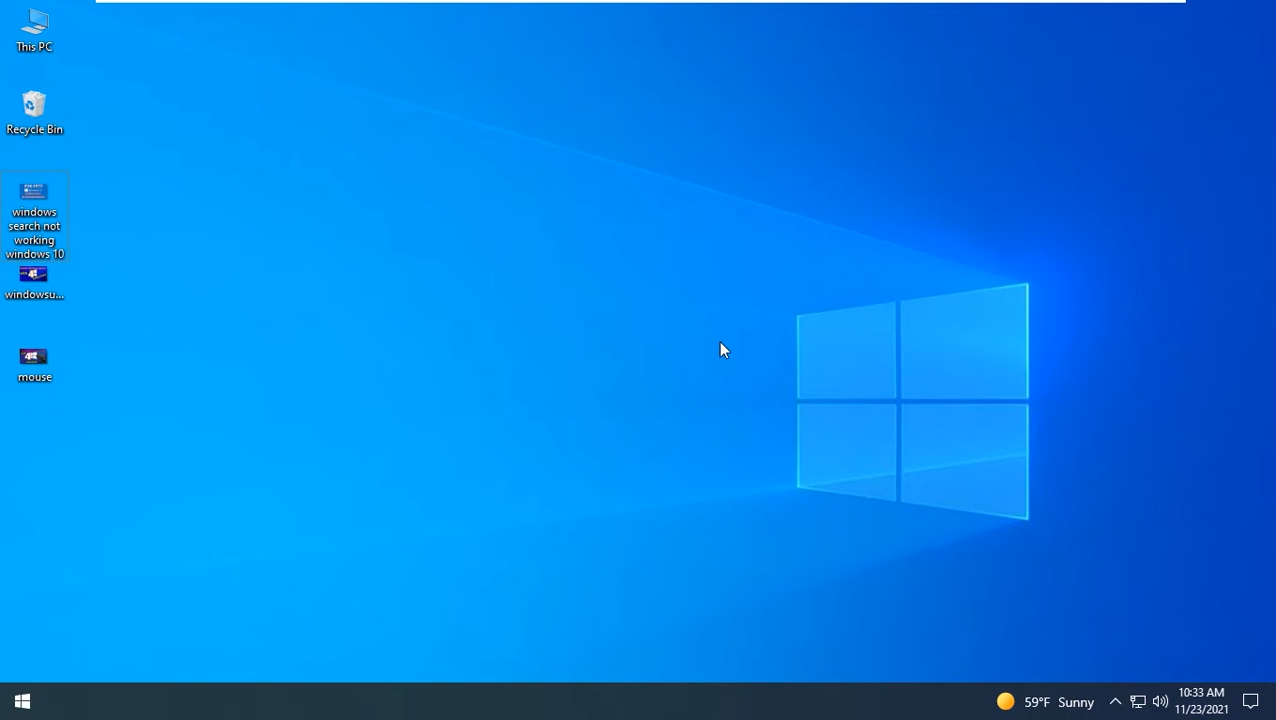 This PC
Recycle Bin
windows
search not
working
windows 10
windowsu...
mouse
59°F Sunny
10:33 AM
11/23/2021